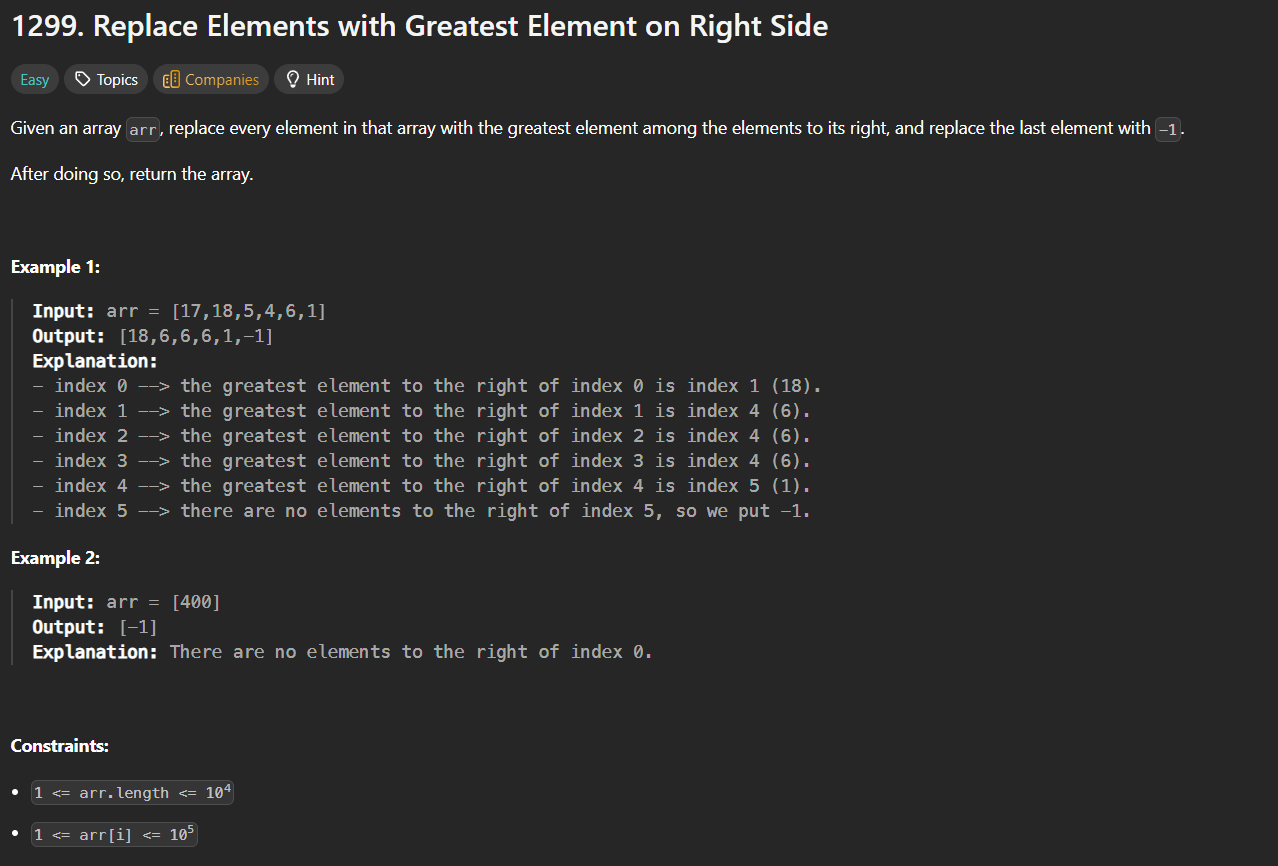 1299. Replace Elements with Greatest Element on Right Side
Easy Topics Companies Hint
Given an array arr, replace every element in that array with the greatest element among the elements to its right, and replace the last element with -1.
After doing so, return the array.
Example 1:
Input: arr = [17,18,5,4,6,1]
Output: [18,6,6,6,1,-1]
Explanation:
- index 0 --> the greatest element to the right of index 0 is index 1 (18).
- index 1 --> the greatest element to the right of index 1 is index 4 (6).
- index 2 --> the greatest element to the right of index 2 is index 4 (6).
- index 3 --> the greatest element to the right of index 3 is index 4 (6).
- index 4 --> the greatest element to the right of index 4 is index 5 (1).
- index 5 --> there are no elements to the right of index 5, so we put -1.
Example 2:
Input: arr = [400]
Output: [-1]
Explanation: There are no elements to the right of index 0.
Constraints:
• 1 <= arr.length <= 10⁴
• 1 <= arr[i] <= 10⁵